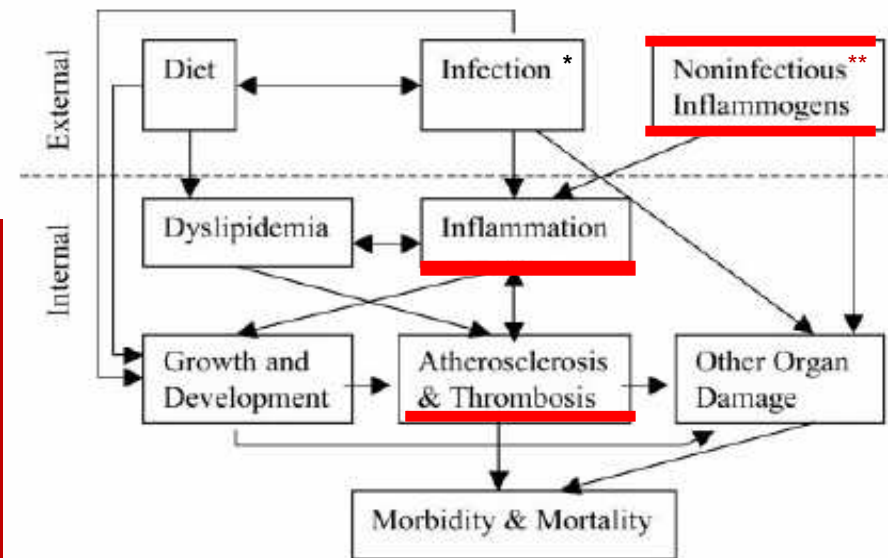 External
Diet
Infection *
Noninfectious **
Inflammogens
Internal
Dyslipidemia
Inflammation
Growth and
Development
Atherosclerosis
& Thrombosis
Other Organ
Damage
Morbidity & Mortality